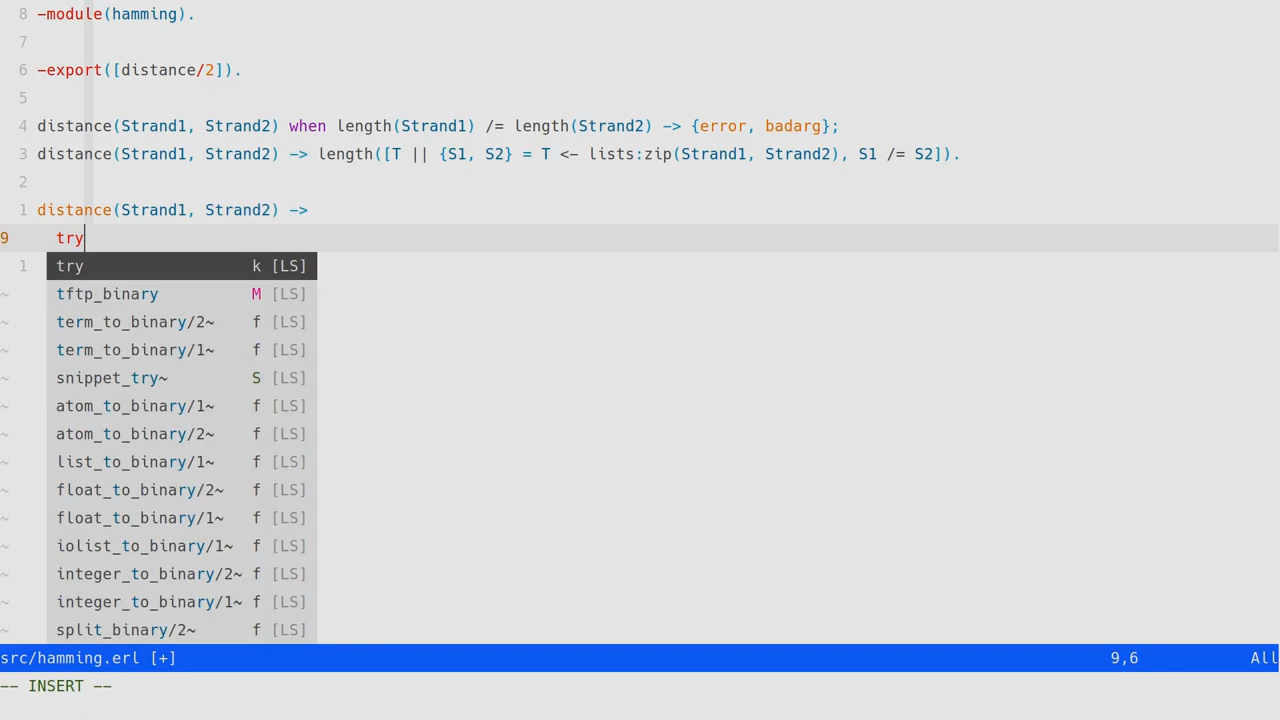 8 -module(hamming).
7
6 -export([distance/2]).
5
4 distance(Strand1, Strand2) when length(Strand1) /= length(Strand2) -> {error, badarg};
3 distance(Strand1, Strand2) -> length([T || {S1, S2} = T <- lists:zip(Strand1, Strand2), S1 /= S2]).
2
1 distance(Strand1, Strand2) ->
9 try
1 try k [LS]
~ tftp_binary M [LS]
~ term_to_binary/2~ f [LS]
~ term_to_binary/1~ f [LS]
~ snippet_try~ S [LS]
~ atom_to_binary/1~ f [LS]
~ atom_to_binary/2~ f [LS]
~ list_to_binary/1~ f [LS]
~ float_to_binary/2~ f [LS]
~ float_to_binary/1~ f [LS]
~ iolist_to_binary/1~ f [LS]
~ integer_to_binary/2~ f [LS]
~ integer_to_binary/1~ f [LS]
~ split_binary/2~ f [LS]
src/hamming.erl [+] 9,6 All
-- INSERT --